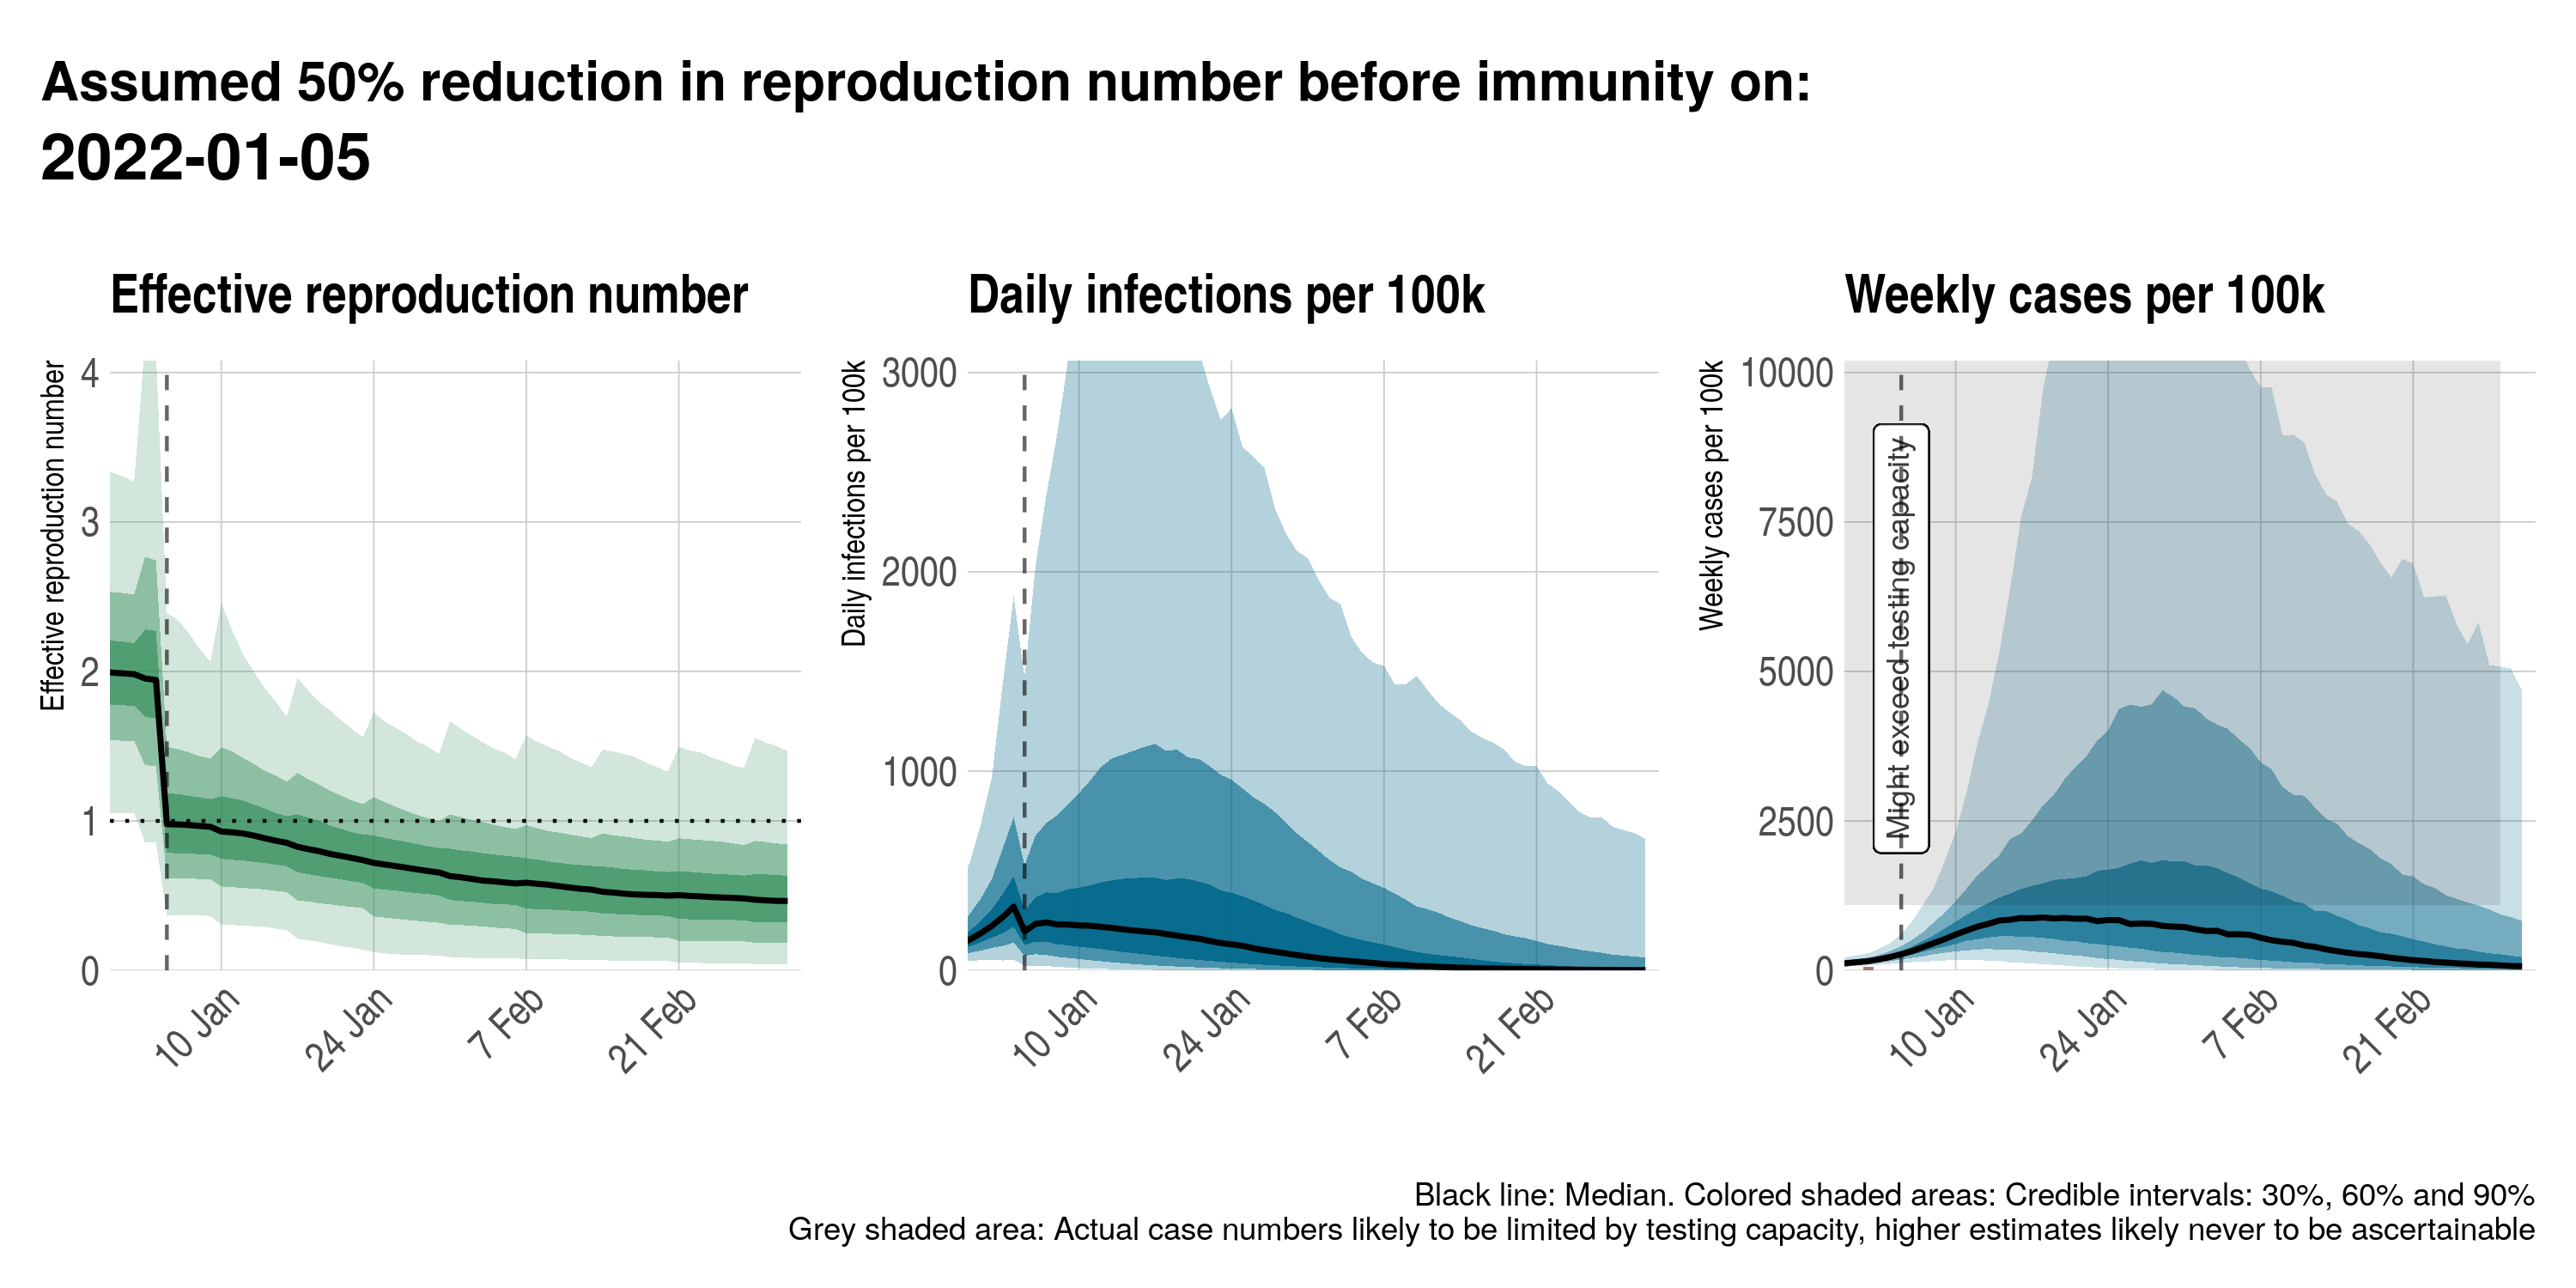 Assumed 50% reduction in reproduction number before immunity on:
2022-01-05
Effective reproduction number
Effective reproduction number
4
3
2
1
0
10 Jan
24 Jan
7 Feb
21 Feb
Daily infections per 100k
Daily infections per 100k
3000
2000
1000
0
10 Jan
24 Jan
7 Feb
21 Feb
Weekly cases per 100k
Weekly cases per 100k
10000
7500
5000
2500
0
Might exceed testing capacity
10 Jan
24 Jan
7 Feb
21 Feb
Black line: Median. Colored shaded areas: Credible intervals: 30%, 60% and 90%
Grey shaded area: Actual case numbers likely to be limited by testing capacity, higher estimates likely never to be ascertainable